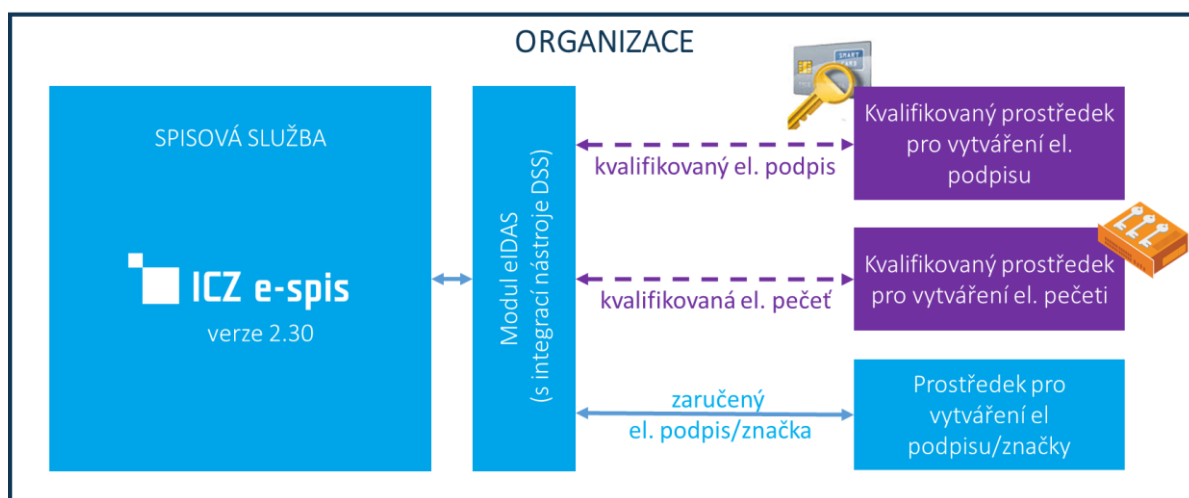 ORGANIZACE
SPISOVÁ SLUŽBA
ICZ e-spis
verze 2.30
Modul eIDAS
(s integrací nástroje DSS)
kvalifikovaný el. podpis
kvalifikovaná el. pečeť
zaručený
el. podpis/značka
SMART
CARD
Kvalifikovaný prostředek
pro vytváření el.
podpisu
Kvalifikovaný prostředek
pro vytváření el. pečeti
Prostředek pro
vytváření el
podpisu/značky